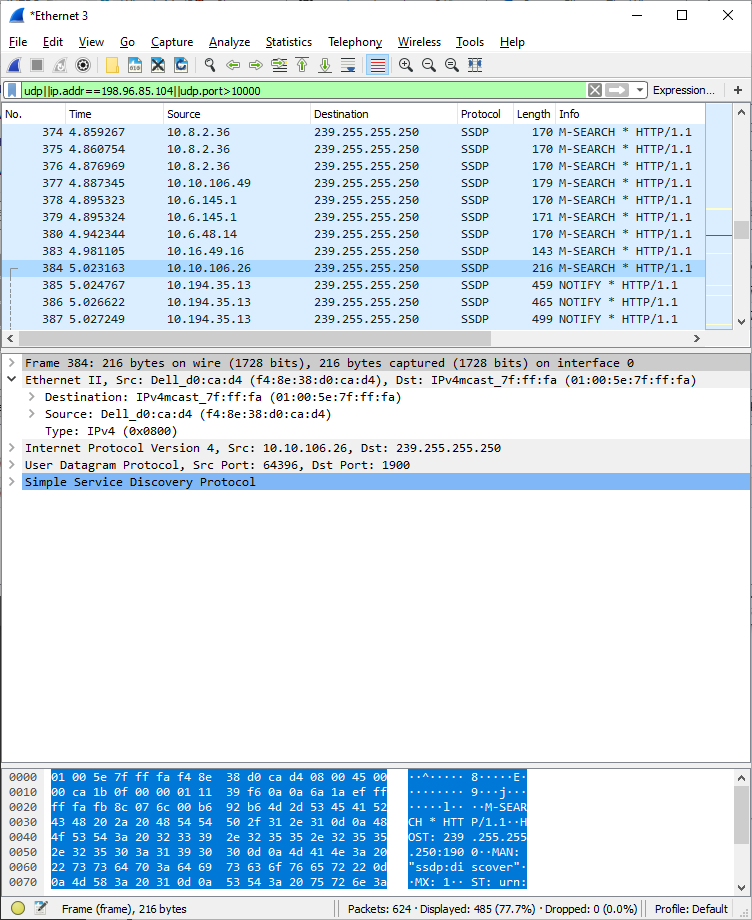 *Ethernet 3
File Edit View Go Capture Analyze Statistics Telephony Wireless Tools Help
udp||ip.addr==198.96.85.104||udp.port>10000 Expression… +
No. Time Source Destination Protocol Length Info
374 4.859267 10.8.2.36 239.255.255.250 SSDP 170 M-SEARCH * HTTP/1.1
375 4.860754 10.8.2.36 239.255.255.250 SSDP 170 M-SEARCH * HTTP/1.1
376 4.876969 10.8.2.36 239.255.255.250 SSDP 170 M-SEARCH * HTTP/1.1
377 4.887345 10.10.106.49 239.255.255.250 SSDP 179 M-SEARCH * HTTP/1.1
378 4.895323 10.6.145.1 239.255.255.250 SSDP 170 M-SEARCH * HTTP/1.1
379 4.895324 10.6.145.1 239.255.255.250 SSDP 171 M-SEARCH * HTTP/1.1
380 4.942344 10.6.48.14 239.255.255.250 SSDP 170 M-SEARCH * HTTP/1.1
383 4.981105 10.16.49.16 239.255.255.250 SSDP 143 M-SEARCH * HTTP/1.1
384 5.023163 10.10.106.26 239.255.255.250 SSDP 216 M-SEARCH * HTTP/1.1
385 5.024767 10.194.35.13 239.255.255.250 SSDP 459 NOTIFY * HTTP/1.1
386 5.026622 10.194.35.13 239.255.255.250 SSDP 465 NOTIFY * HTTP/1.1
387 5.027249 10.194.35.13 239.255.255.250 SSDP 499 NOTIFY * HTTP/1.1
Frame 384: 216 bytes on wire (1728 bits), 216 bytes captured (1728 bits) on interface 0
Ethernet II, Src: Dell_d0:ca:d4 (f4:8e:38:d0:ca:d4), Dst: IPv4mcast_7f:ff:fa (01:00:5e:7f:ff:fa)
Destination: IPv4mcast_7f:ff:fa (01:00:5e:7f:ff:fa)
Source: Dell_d0:ca:d4 (f4:8e:38:d0:ca:d4)
Type: IPv4 (0x0800)
Internet Protocol Version 4, Src: 10.10.106.26, Dst: 239.255.255.250
User Datagram Protocol, Src Port: 64396, Dst Port: 1900
Simple Service Discovery Protocol
0000 01 00 5e 7f ff fa f4 8e 38 d0 ca d4 08 00 45 00 ··^····· 8·····E·
0010 00 ca 1b 0f 00 00 01 11 39 f6 0a 0a 6a 1a ef ff ········ 9···j···
0020 ff fa fb 8c 07 6c 00 b6 92 b6 4d 2d 53 45 41 52 ·····l·· ··M-SEAR
0030 43 48 20 2a 20 48 54 54 50 2f 31 2e 31 0d 0a 48 CH * HTT P/1.1··H
0040 4f 53 54 3a 20 32 33 39 2e 32 35 35 2e 32 35 35 OST: 239 .255.255
0050 2e 32 35 30 3a 31 39 30 30 0d 0a 4d 41 4e 3a 20 .250:190 0··MAN: 
0060 22 73 73 64 70 3a 64 69 73 63 6f 76 65 72 22 0d "ssdp:di scover"·
0070 0a 4d 58 3a 20 31 0d 0a 53 54 3a 20 75 72 6e 3a ·MX: 1·· ST: urn:
Frame (frame), 216 bytes Packets: 624 · Displayed: 485 (77.7%) · Dropped: 0 (0.0%) Profile: Default